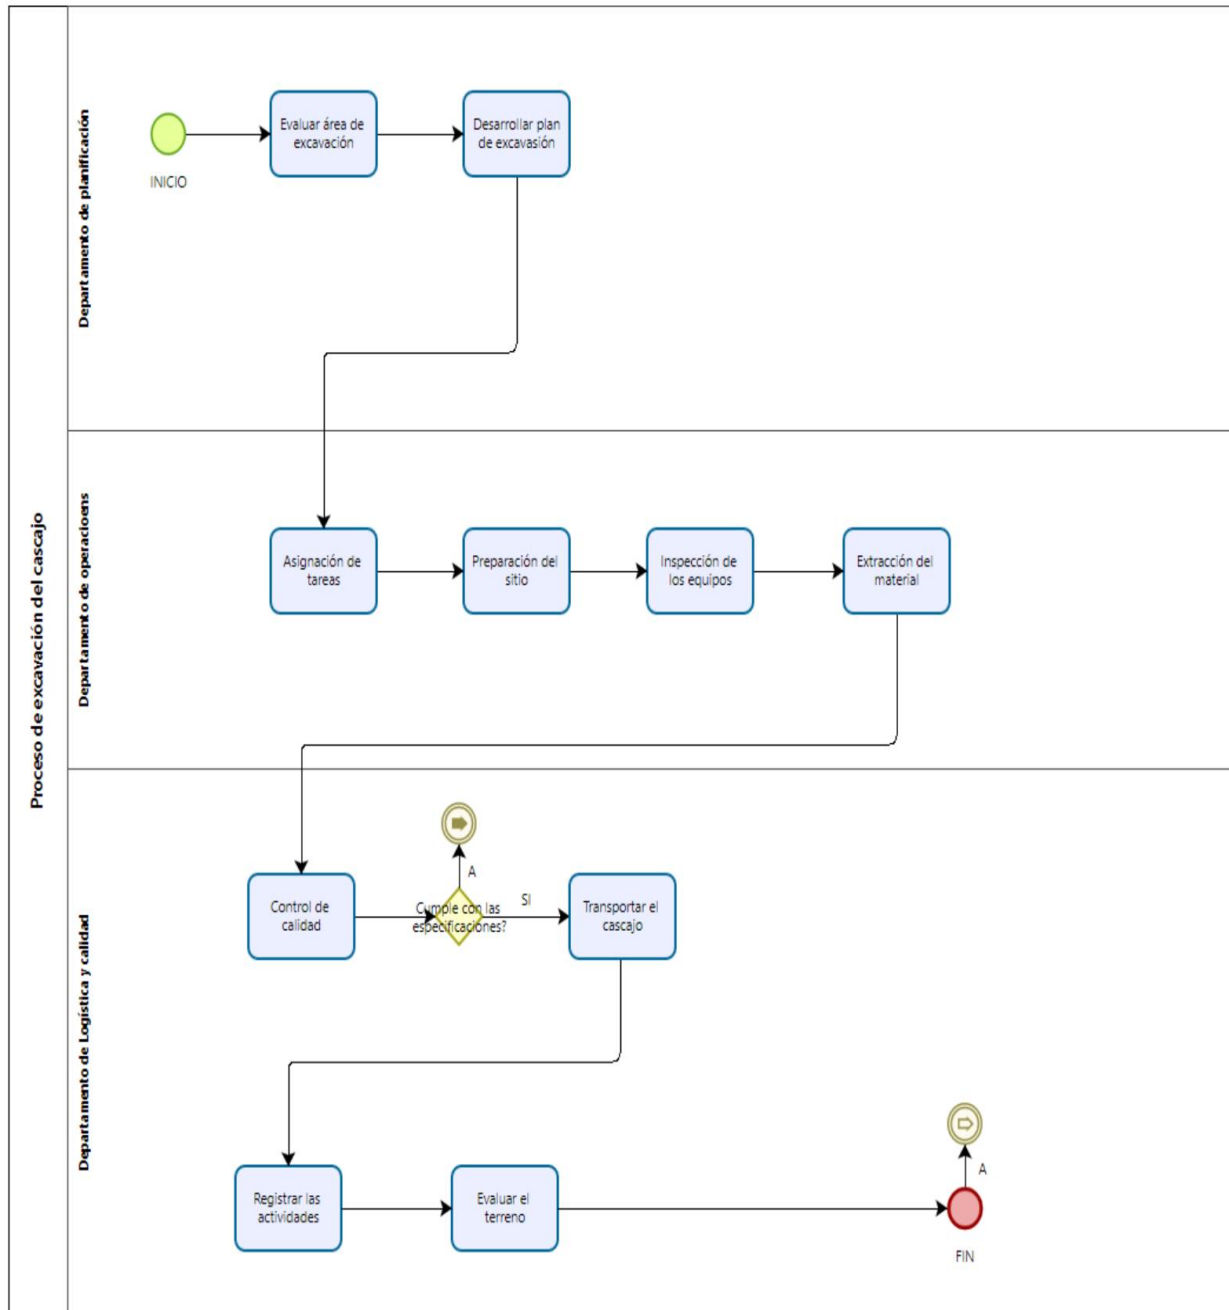 Proceso de excavación del cascajo
Departamento de planificación
INICIO
Evaluar área de
excavación
Desarrollar plan
de excavasión
Departamento de operacioens
Asignación de
tareas
Preparación del
sitio
Inspección de
los equipos
Extracción del
material
Departamento de Logística y calidad
Control de
calidad
A
Cumple con las
especificaciones?
SI
Transportar el
cascajo
Registrar las
actividades
Evaluar el
terreno
A
FIN